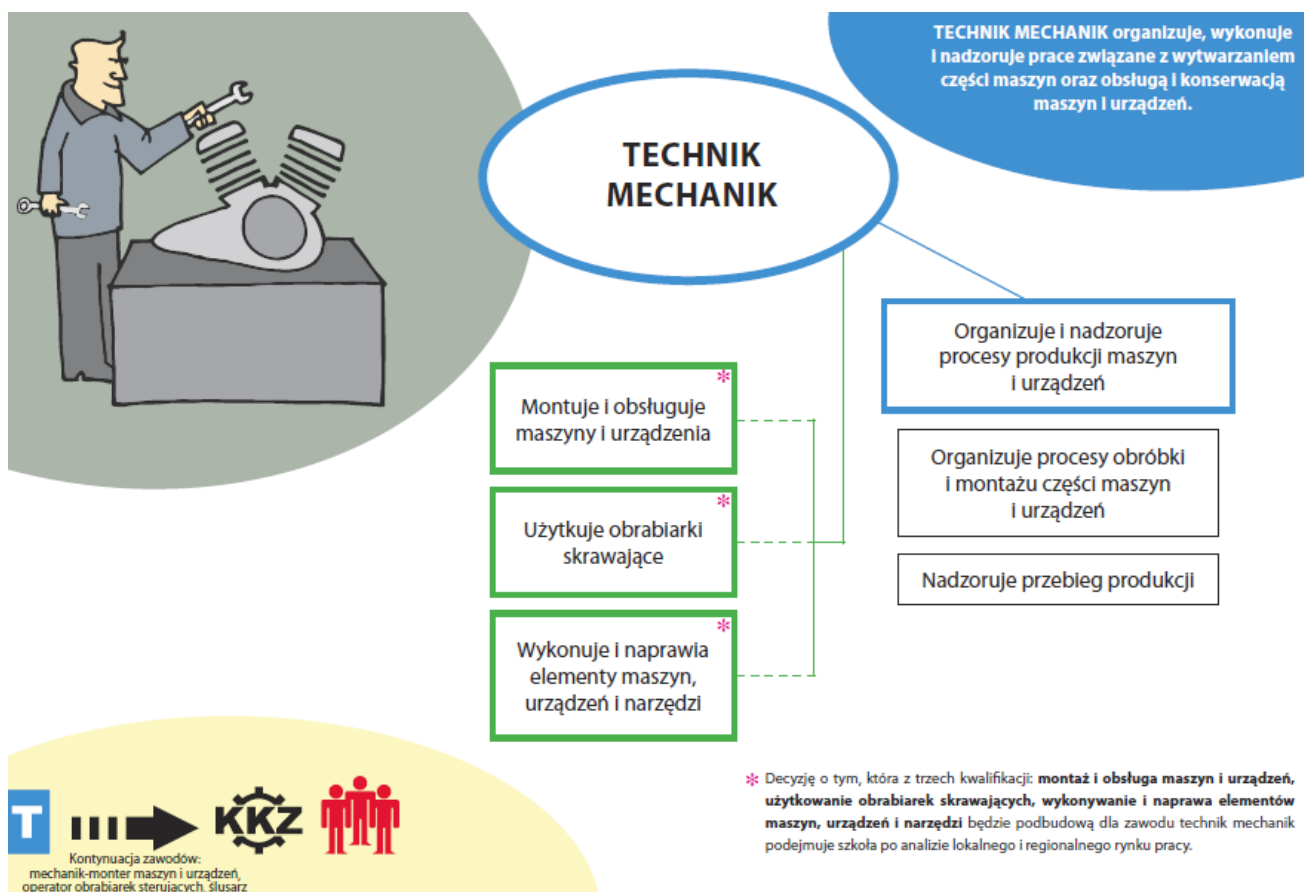 TECHNIK MECHANIK organizuje, wykonuje
i nadzoruje prace związane z wytwarzaniem
części maszyn oraz obsługą i konserwacją
maszyn i urządzeń.
TECHNIK
MECHANIK
Organizuje i nadzoruje
procesy produkcji maszyn
i urządzeń
Organizuje procesy obróbki
i montażu części maszyn
i urządzeń
Nadzoruje przebieg produkcji
*
Montuje i obsługuje
maszyny i urządzenia
*
Użytkuje obrabiarki
skrawające
*
Wykonuje i naprawia
elementy maszyn,
urządzeń i narzędzi
* Decyzję o tym, która z trzech kwalifikacji: montaż i obsługa maszyn i urządzeń,
użytkowanie obrabiarek skrawających, wykonywanie i naprawa elementów
maszyn, urządzeń i narzędzi będzie podbudową dla zawodu technik mechanik
podejmuje szkoła po analizie lokalnego i regionalnego rynku pracy.
T
KKZ
Kontynuacja zawodów:
mechanik-monter maszyn i urządzeń,
operator obrabiarek sterujących, ślusarz